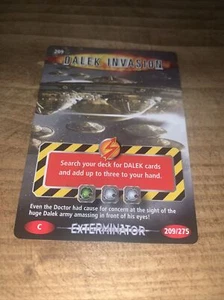 209
DALEK INVASION
Search your deck for DALEK cards
and add up to three to your hand.
Even the Doctor had cause for concern at the sight of the
huge Dalek army amassing in front of his eyes!
C
EXTERMINATOR
209/275